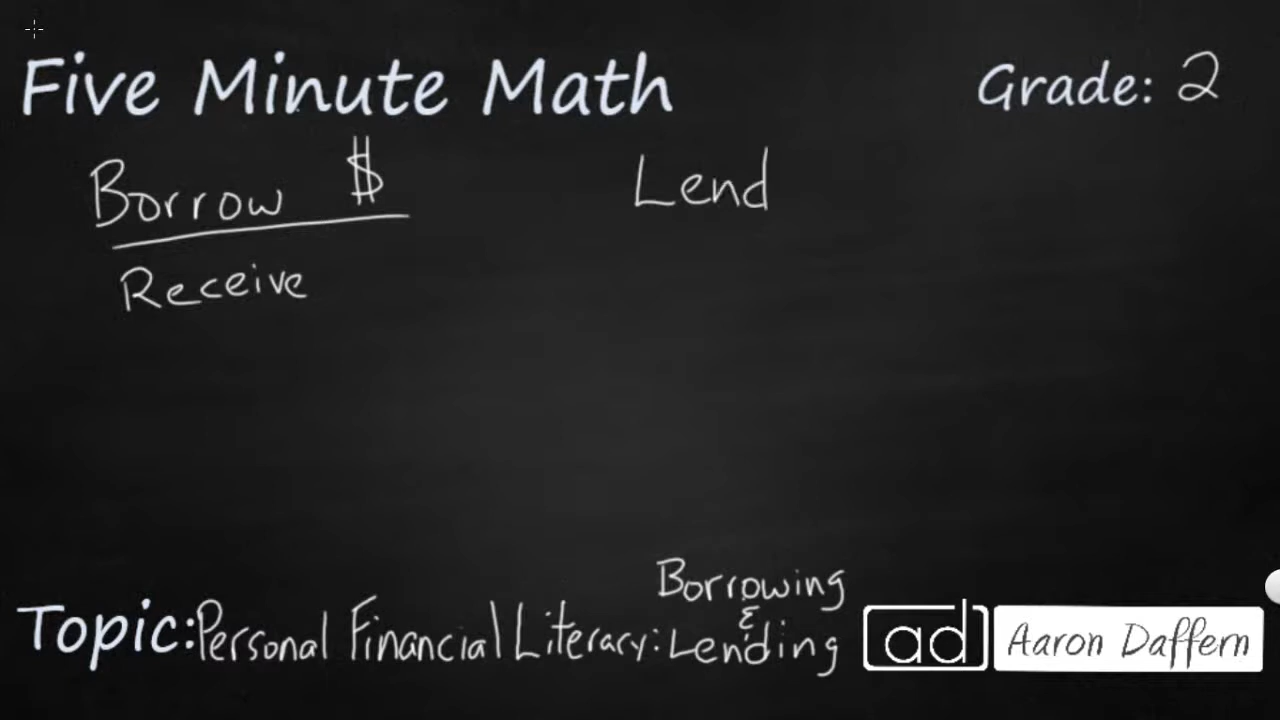 Five Minute Math
Grade: 2
Borrow $
Lend
Receive
Topic: Personal Financial Literacy: Borrowing & Lending
ad Aaron Daffern